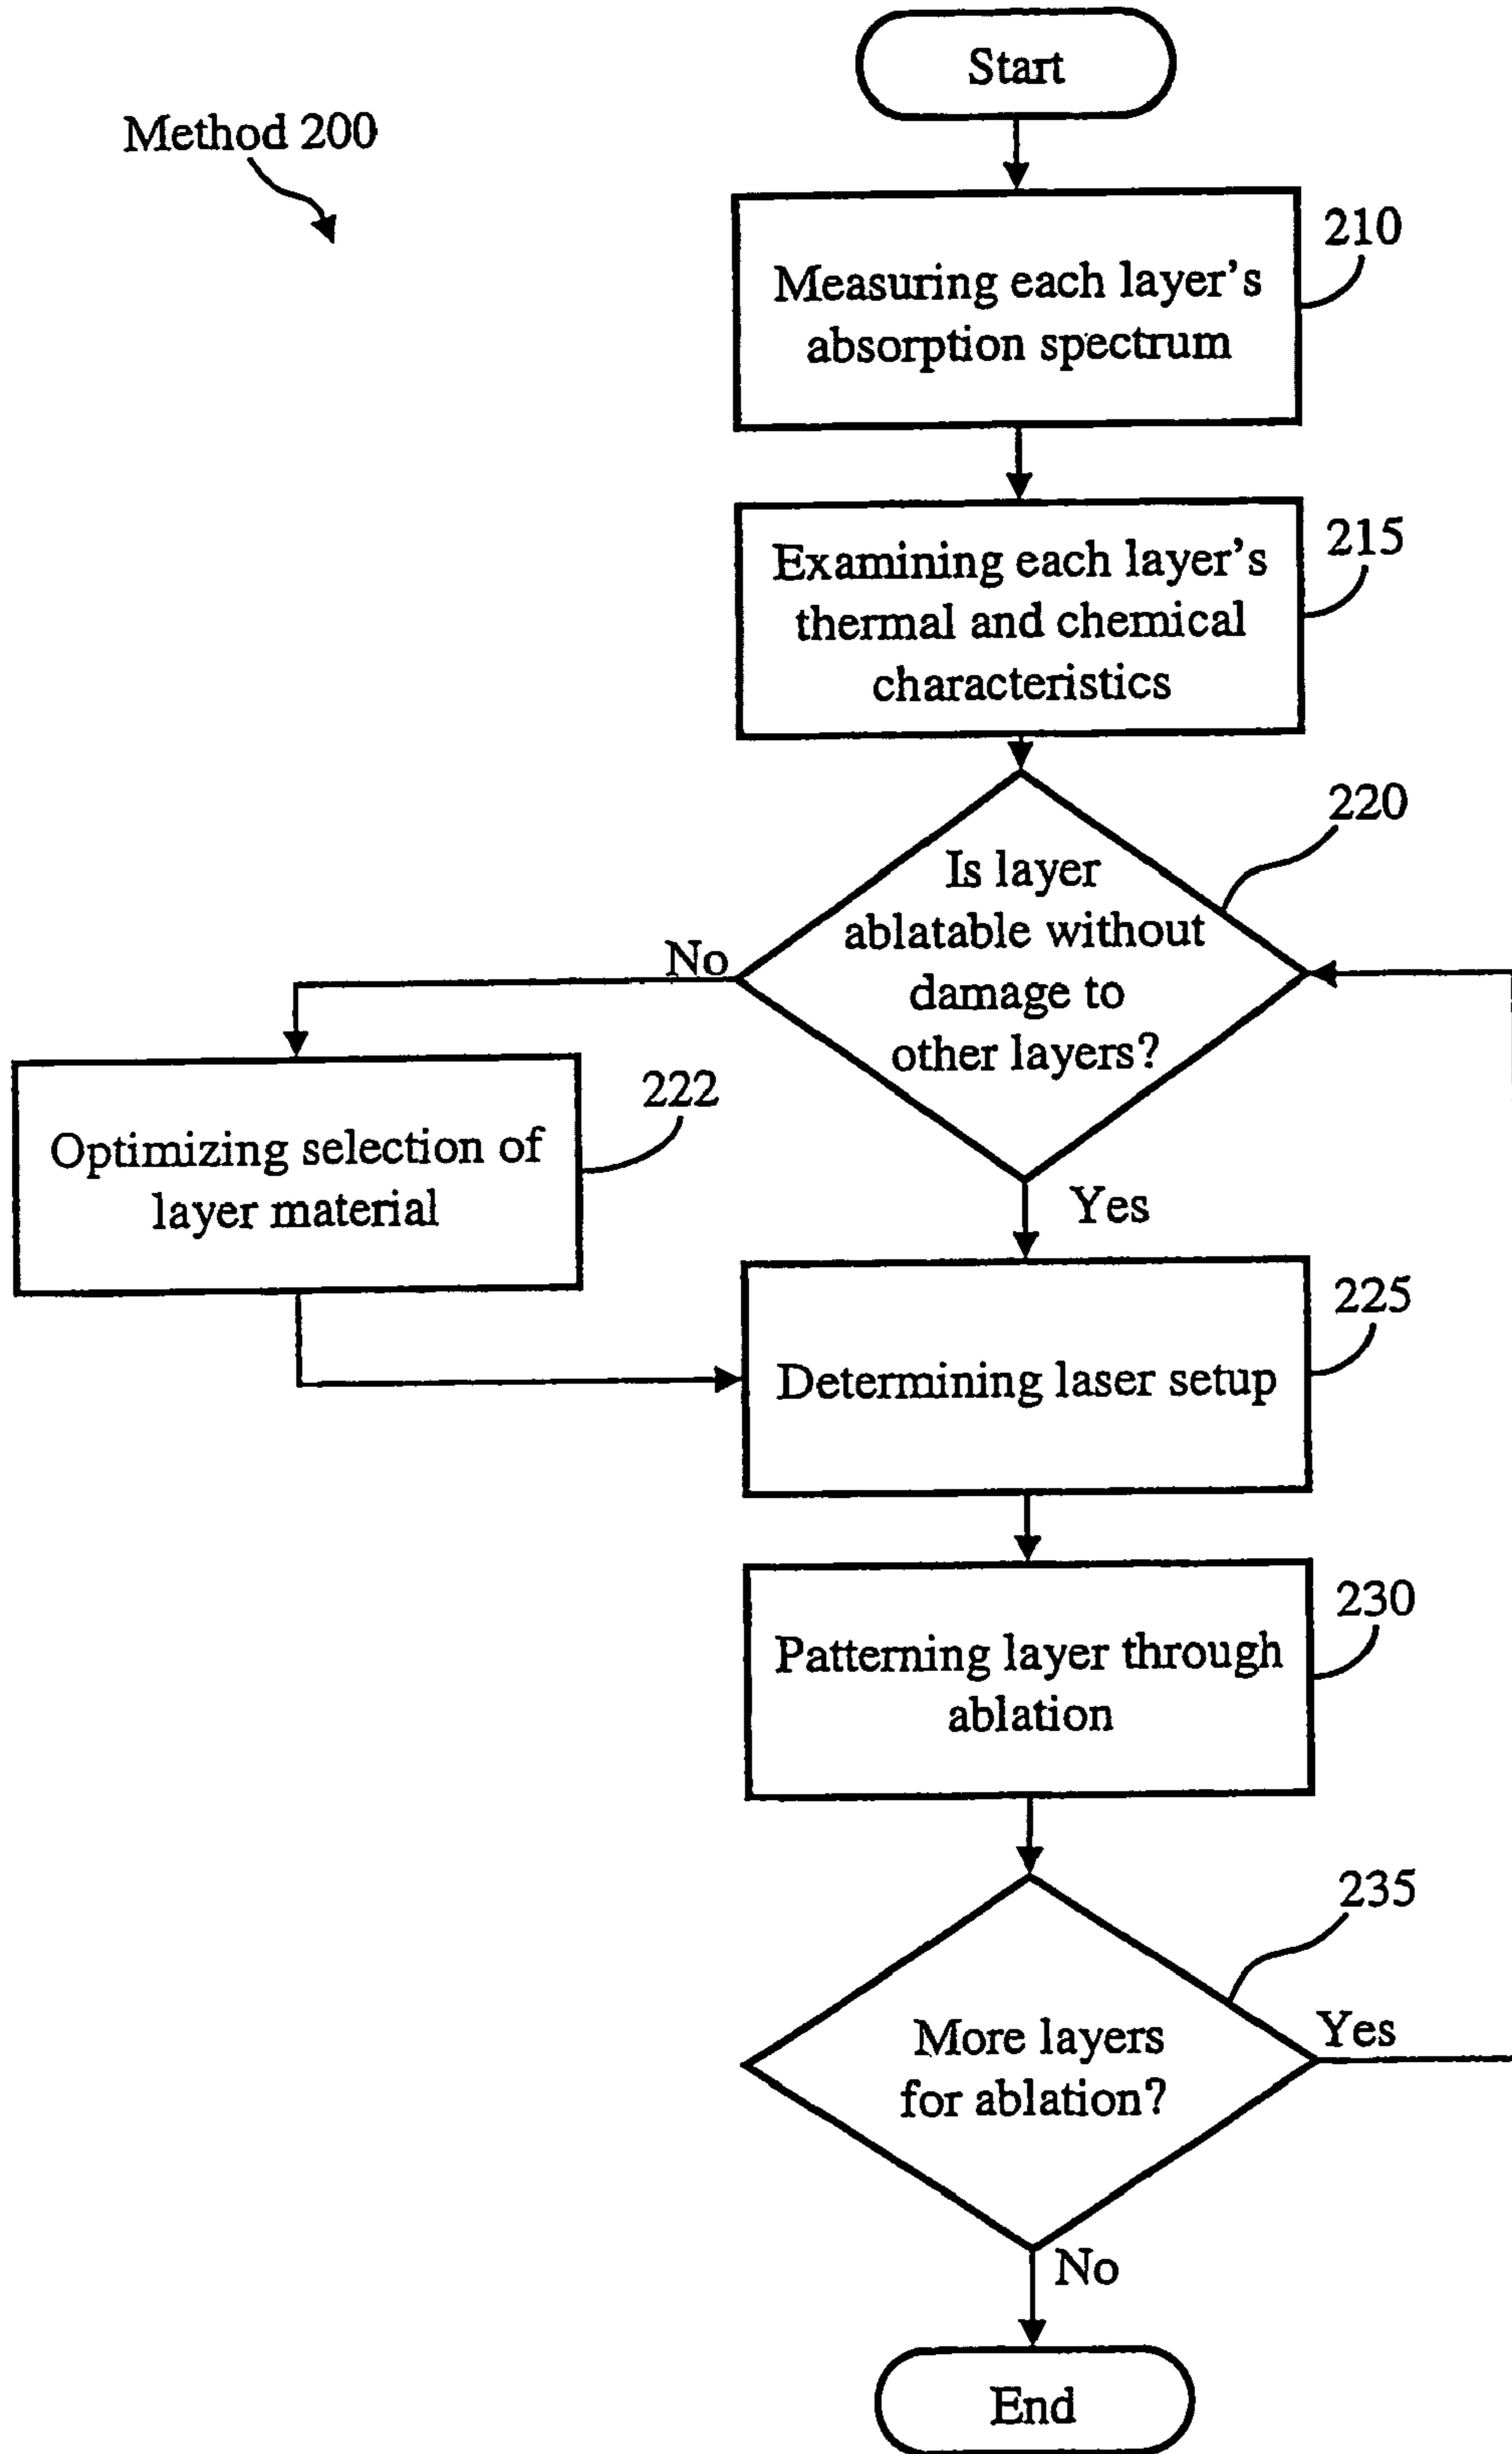 Start
Method 200
210
Measuring each layer's
absorption spectrum
215
Examining each layer's
thermal and chemical
characteristics
220
Is layer
ablatable without
damage to
other layers?
No
222
Optimizing selection of
layer material
Yes
225
Determining laser setup
230
Patterning layer through
ablation
235
More layers
for ablation?
Yes
No
End